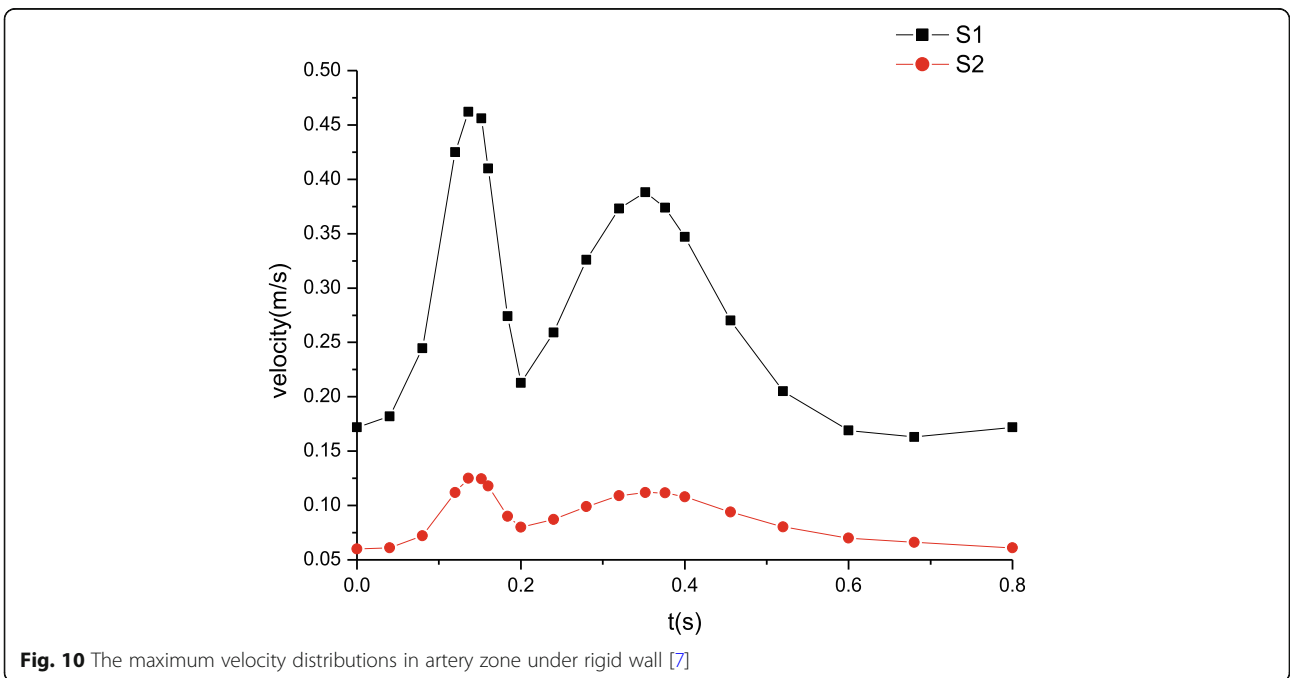 S1
S2
0.50
0.45
0.40
0.35
0.30
0.25
0.20
0.15
0.10
0.05
velocity(m/s)
0.0 0.2 0.4 0.6 0.8
t(s)
Fig. 10 The maximum velocity distributions in artery zone under rigid wall [7]